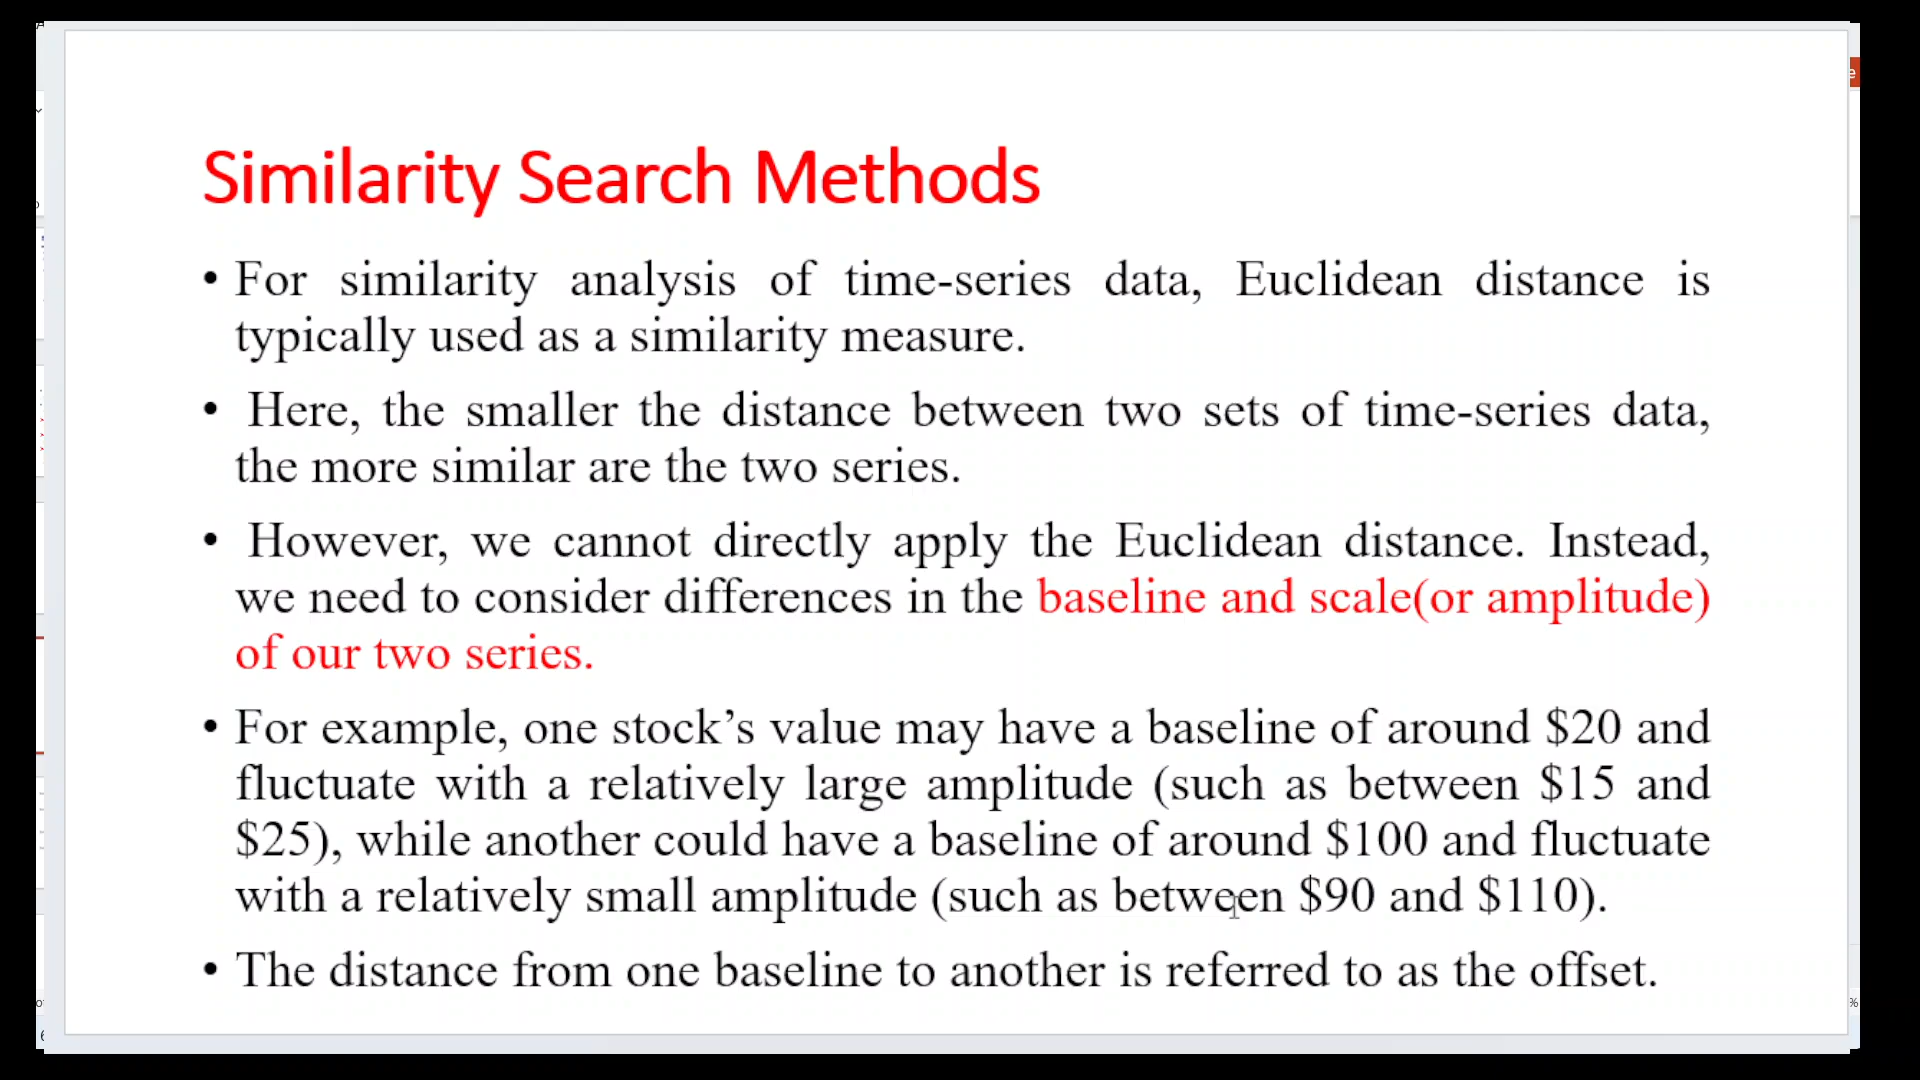 Similarity Search Methods
• For similarity analysis of time-series data, Euclidean distance is
typically used as a similarity measure.
• Here, the smaller the distance between two sets of time-series data,
the more similar are the two series.
• However, we cannot directly apply the Euclidean distance. Instead,
we need to consider differences in the baseline and scale(or amplitude)
of our two series.
• For example, one stock’s value may have a baseline of around $20 and
fluctuate with a relatively large amplitude (such as between $15 and
$25), while another could have a baseline of around $100 and fluctuate
with a relatively small amplitude (such as between $90 and $110).
• The distance from one baseline to another is referred to as the offset.